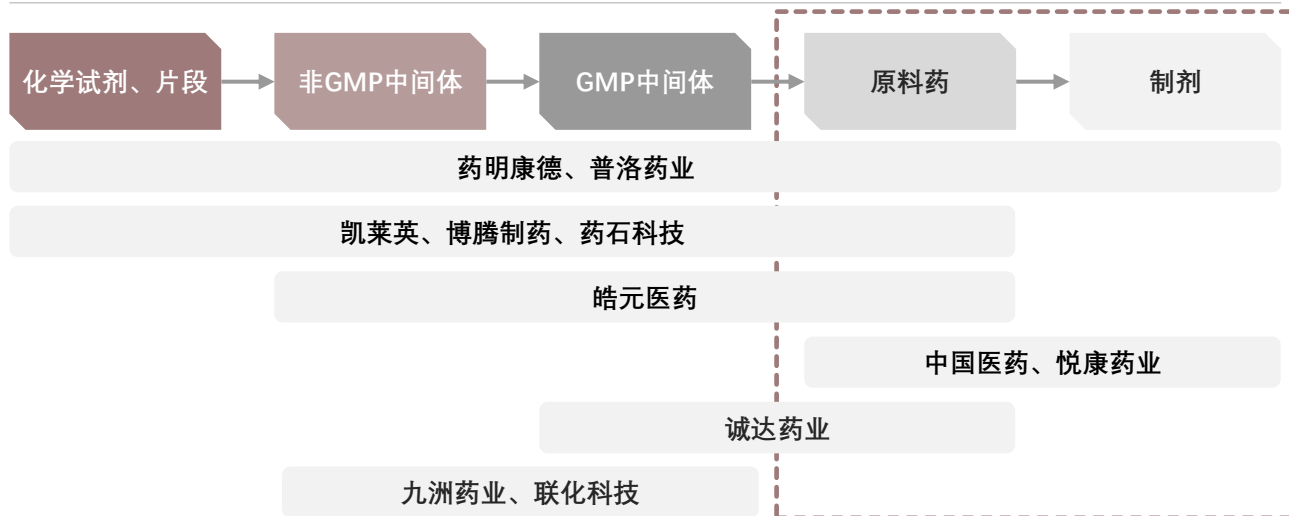 化学试剂、片段
非GMP中间体
GMP中间体
原料药
制剂
药明康德、普洛药业
凯莱英、博腾制药、药石科技
皓元医药
中国医药、悦康药业
诚达药业
九洲药业、联化科技